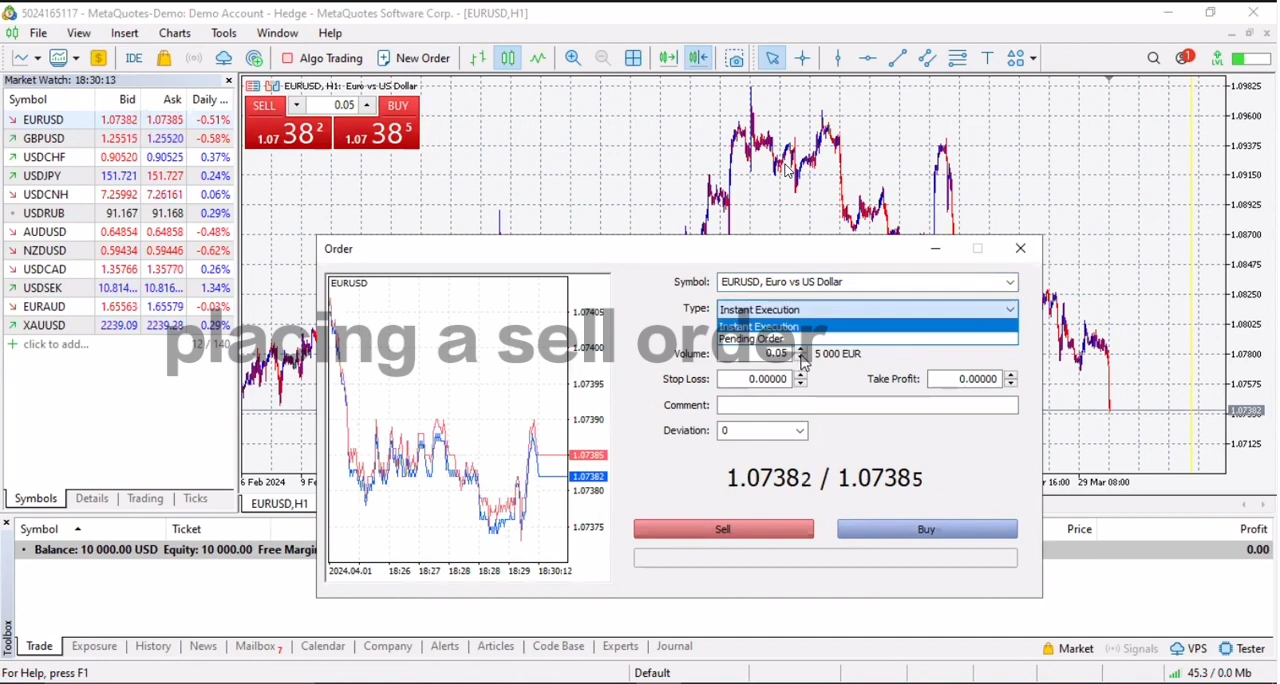 5024165117 - MetaQuotes-Demo: Demo Account - Hedge - MetaQuotes Software Corp. - [EURUSD,H1]
File View Insert Charts Tools Window Help
IDE Algo Trading New Order 1 LVL
Market Watch: 18:30:13
Symbol Bid Ask Daily ...
EURUSD 1.07382 1.07385 -0.51%
GBPUSD 1.25515 1.25520 -0.58%
USDCHF 0.90520 0.90525 0.37%
USDJPY 151.721 151.727 0.24%
USDCNH 7.25992 7.26161 0.06%
USDRUB 91.167 91.168 0.29%
AUDUSD 0.64854 0.64858 -0.48%
NZDUSD 0.59434 0.59446 -0.62%
USDCAD 1.35766 1.35770 0.26%
USDSEK 10.814... 10.816... 1.34%
EURAUD 1.65563 1.65579 -0.03%
XAUUSD 2239.09 2239.28 0.29%
click to add... 12 / 140
Symbols Details Trading Ticks
EURUSD, H1: Euro vs US Dollar
SELL 0.05 BUY
1.07 38 2 1.07 38 5
1.09825
1.09600
1.09375
1.09150
1.08925
1.08700
1.08475
1.08250
1.08025
1.07800
1.07575
1.07382
1.07125
6 Feb 2024 9 Fe
ar 16:00 29 Mar 08:00
EURUSD,H1
Order
EURUSD
1.07405
1.07400
1.07395
1.07390
1.07385
1.07382
1.07380
1.07375
2024.04.01 18:26 18:27 18:28 18:28 18:29 18:30:12
Symbol: EURUSD, Euro vs US Dollar
Type: Instant Execution
Instant Execution
Pending Order
placing a sell order
Volume: 0.05 5 000 EUR
Stop Loss: 0.00000 Take Profit: 0.00000
Comment:
Deviation: 0
1.07382 / 1.07385
Sell Buy
Symbol Ticket Price Profit
Balance: 10 000.00 USD Equity: 10 000.00 Free Margin 0.00
Toolbox
Trade Exposure History News Mailbox 7 Calendar Company Alerts Articles Code Base Experts Journal Market Signals VPS Tester
For Help, press F1 Default 45.3 / 0.0 Mb